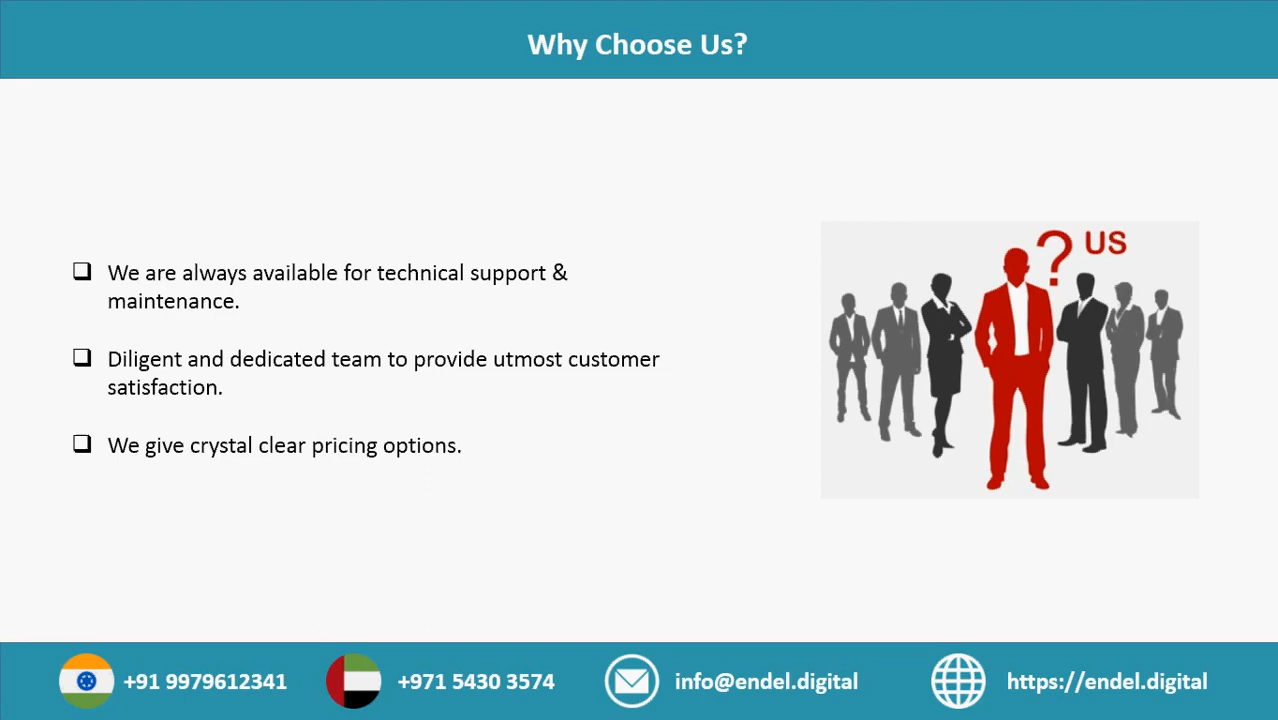 Why Choose Us?
We are always available for technical support &
maintenance.
Diligent and dedicated team to provide utmost customer
satisfaction.
We give crystal clear pricing options.
? US
+91 9979612341
+971 5430 3574
info@endel.digital
https://endel.digital